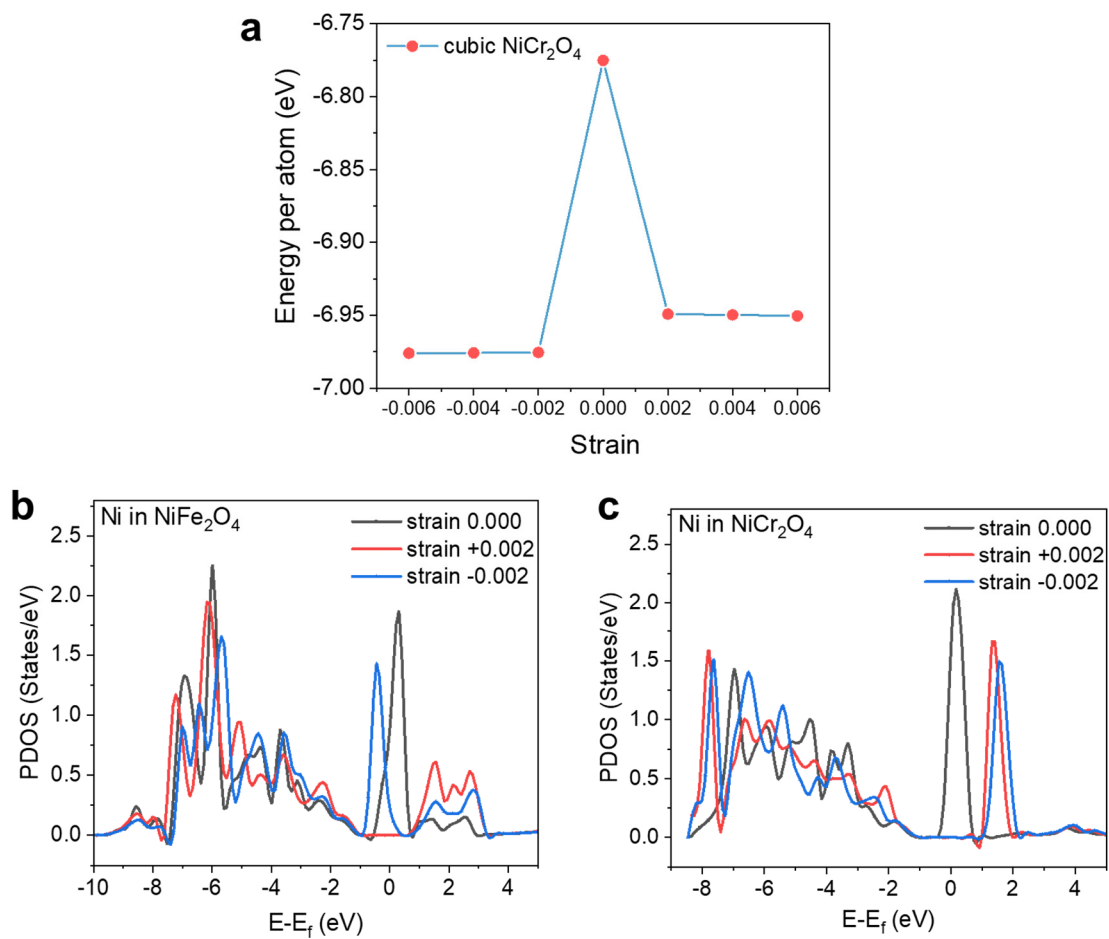 a
cubic NiCr₂O₄
-6.75
-6.80
-6.85
-6.90
-6.95
-7.00
Energy per atom (eV)
-0.006 -0.004 -0.002 0.000 0.002 0.004 0.006
Strain
b
Ni in NiFe₂O₄
strain 0.000
strain +0.002
strain -0.002
2.5
2.0
1.5
1.0
0.5
0.0
PDOS (States/eV)
-10 -8 -6 -4 -2 0 2 4
E-E_f (eV)
c
Ni in NiCr₂O₄
strain 0.000
strain +0.002
strain -0.002
2.5
2.0
1.5
1.0
0.5
0.0
PDOS (States/eV)
-8 -6 -4 -2 0 2 4
E-E_f (eV)